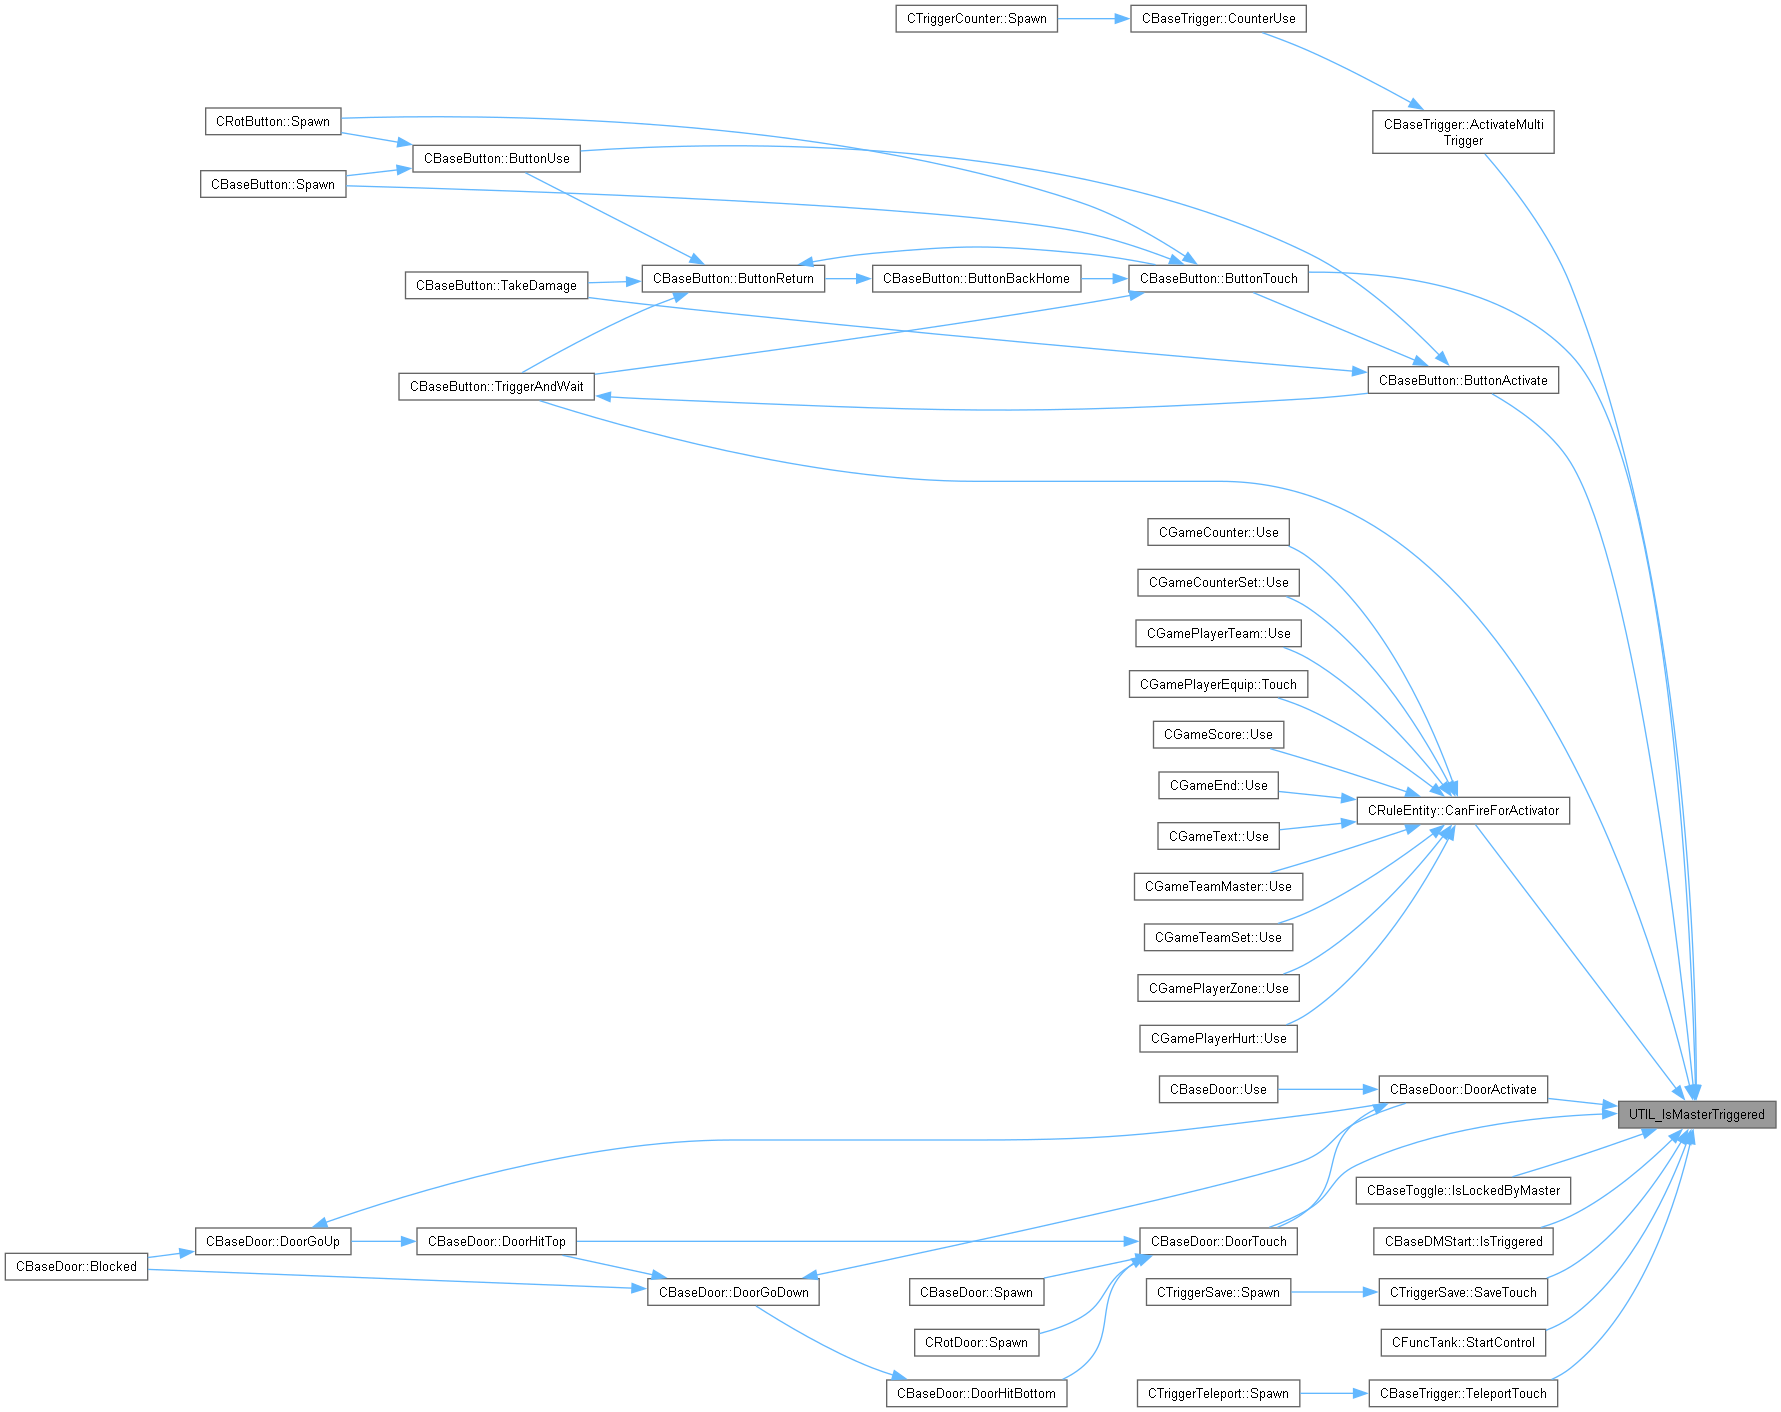 CTriggerCounter::Spawn
CBaseTrigger::CounterUse
CRotButton::Spawn
CBaseTrigger::ActivateMulti
Trigger
CBaseButton::ButtonUse
CBaseButton::Spawn
CBaseButton::TakeDamage
CBaseButton::ButtonReturn
CBaseButton::ButtonBackHome
CBaseButton::ButtonTouch
CBaseButton::TriggerAndWait
CBaseButton::ButtonActivate
CGameCounter::Use
CGameCounterSet::Use
CGamePlayerTeam::Use
CGamePlayerEquip::Touch
CGameScore::Use
CGameEnd::Use
CRuleEntity::CanFireForActivator
CGameText::Use
CGameTeamMaster::Use
CGameTeamSet::Use
CGamePlayerZone::Use
CGamePlayerHurt::Use
CBaseDoor::Use
CBaseDoor::DoorActivate
UTIL_IsMasterTriggered
CBaseToggle::IsLockedByMaster
CBaseDoor::DoorGoUp
CBaseDoor::DoorHitTop
CBaseDoor::DoorTouch
CBaseDMStart::IsTriggered
CBaseDoor::Blocked
CBaseDoor::DoorGoDown
CBaseDoor::Spawn
CTriggerSave::Spawn
CTriggerSave::SaveTouch
CRotDoor::Spawn
CFuncTank::StartControl
CBaseDoor::DoorHitBottom
CTriggerTeleport::Spawn
CBaseTrigger::TeleportTouch